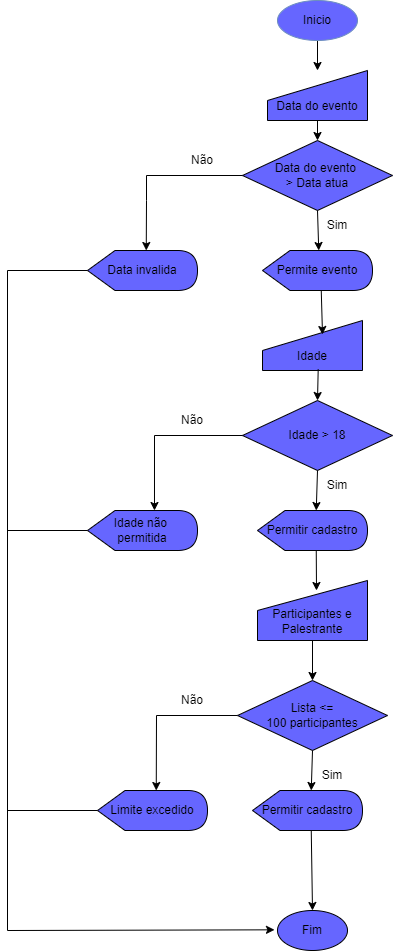 Inicio
Data do evento
Data do evento
> Data atua
Não
Sim
Data invalida
Permite evento
Idade
Idade > 18
Não
Sim
Idade não
permitida
Permitir cadastro
Participantes e
Palestrante
Lista <=
100 participantes
Não
Sim
Limite excedido
Permitir cadastro
Fim